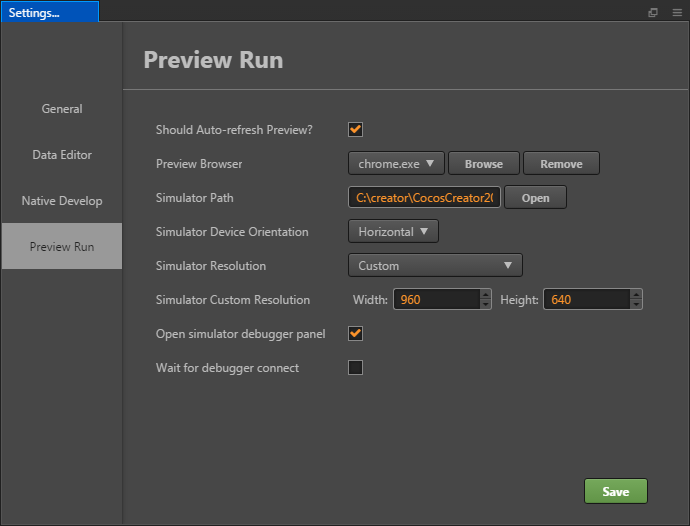 Settings...
General
Data Editor
Native Develop
Preview Run
Preview Run
Should Auto-refresh Preview?
Preview Browser chrome.exe Browse Remove
Simulator Path C:\creator\CocosCreator20 Open
Simulator Device Orientation Horizontal
Simulator Resolution Custom
Simulator Custom Resolution Width: 960 Height: 640
Open simulator debugger panel
Wait for debugger connect
Save